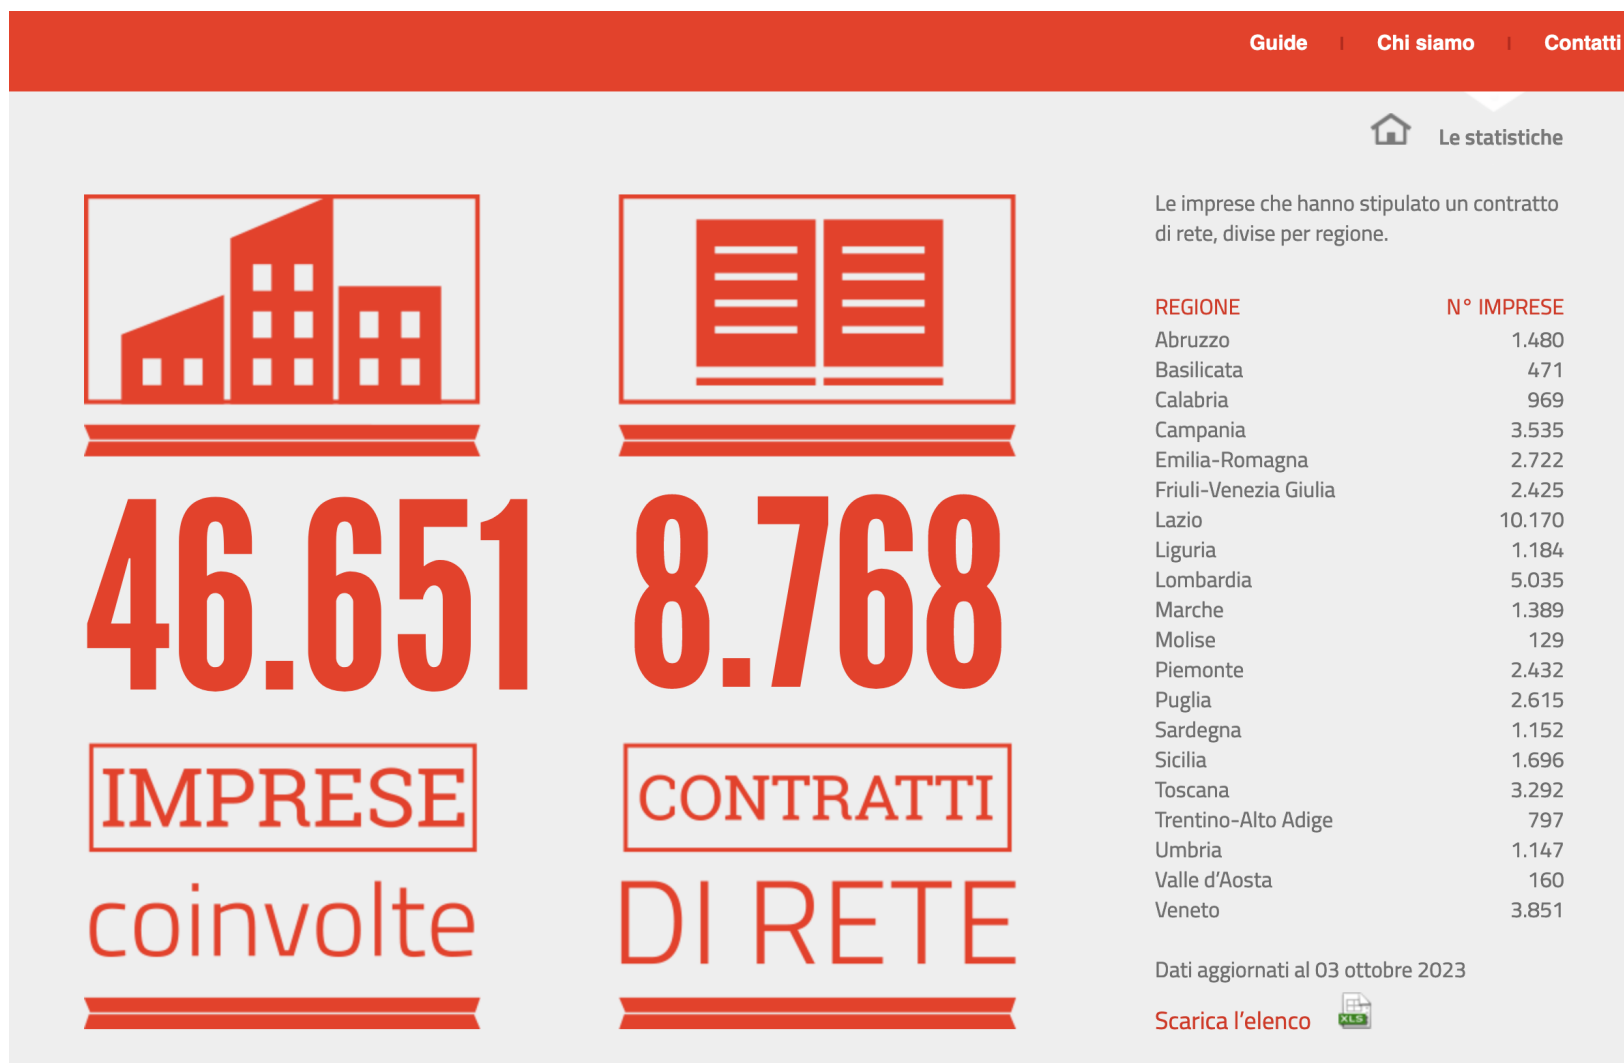 Guide
Chi siamo
Contatti
Le statistiche
46.651
IMPRESE
coinvolte
8.768
CONTRATTI
DI RETE
Le imprese che hanno stipulato un contratto
di rete, divise per regione.
REGIONE N° IMPRESE
Abruzzo 1.480
Basilicata 471
Calabria 969
Campania 3.535
Emilia-Romagna 2.722
Friuli-Venezia Giulia 2.425
Lazio 10.170
Liguria 1.184
Lombardia 5.035
Marche 1.389
Molise 129
Piemonte 2.432
Puglia 2.615
Sardegna 1.152
Sicilia 1.696
Toscana 3.292
Trentino-Alto Adige 797
Umbria 1.147
Valle d’Aosta 160
Veneto 3.851
Dati aggiornati al 03 ottobre 2023
Scarica l’elenco
XLS